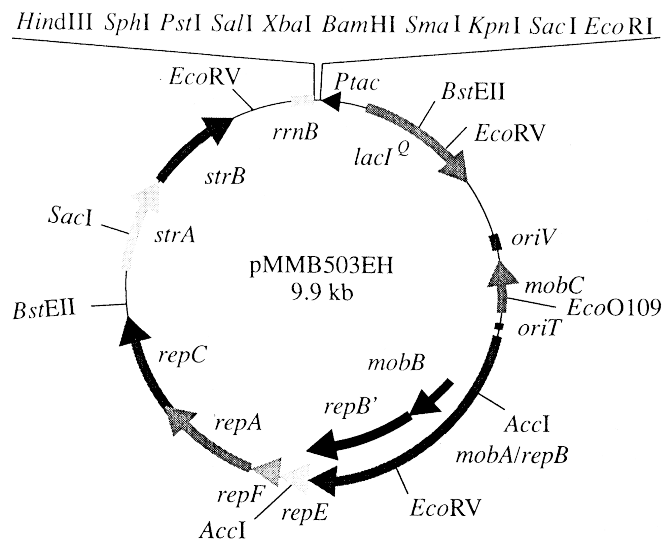 HindIII SphI PstI SalI XbaI BamHI SmaI KpnI SacI EcoRI
EcoRV
Ptac
BstEII
rrnB
EcoRV
lacI^Q
strB
SacI
strA
oriV
pMMB503EH
9.9 kb
mobC
EcoO109
BstEII
oriT
repC
mobB
repB'
AccI
repA
mobA/repB
repF
EcoRV
repE
AccI